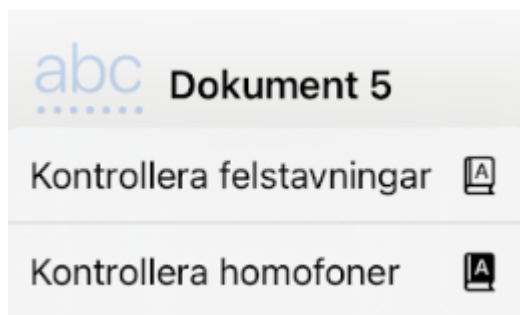 abc Dokument 5
Kontrollera felstavningar
Kontrollera homofoner